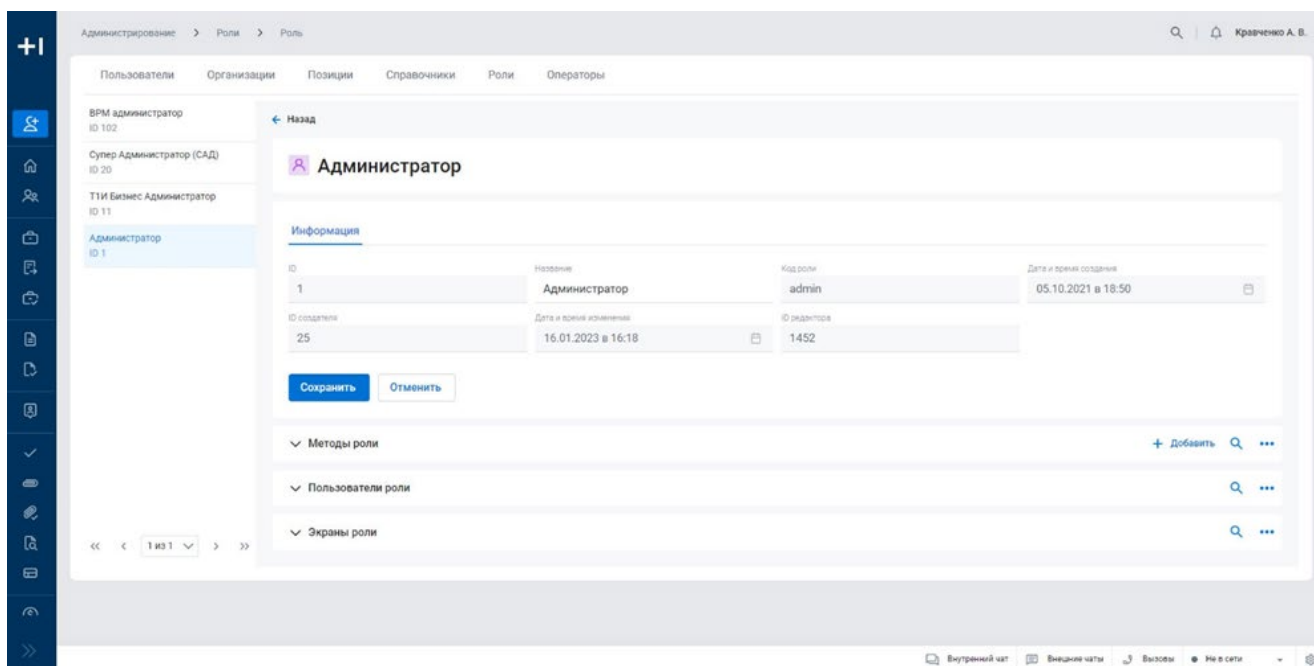 Администрирование > Роли > Роль
Кравченко А. В.
Пользователи Организации Позиции Справочники Роли Операторы
ВРМ администратор
ID 102
Супер Администратор (САД)
ID 20
Т1И Бизнес Администратор
ID 11
Администратор
ID 1
1 из 1
Назад
Администратор
Информация
ID Название Код роли Дата и время создания
1 Администратор admin 05.10.2021 в 18:50
ID создателя Дата и время изменения ID редактора
25 16.01.2023 в 16:18 1452
Сохранить Отменить
Методы роли + Добавить
Пользователи роли
Экраны роли
Внутренний чат Внешние чаты Вызовы Не в сети